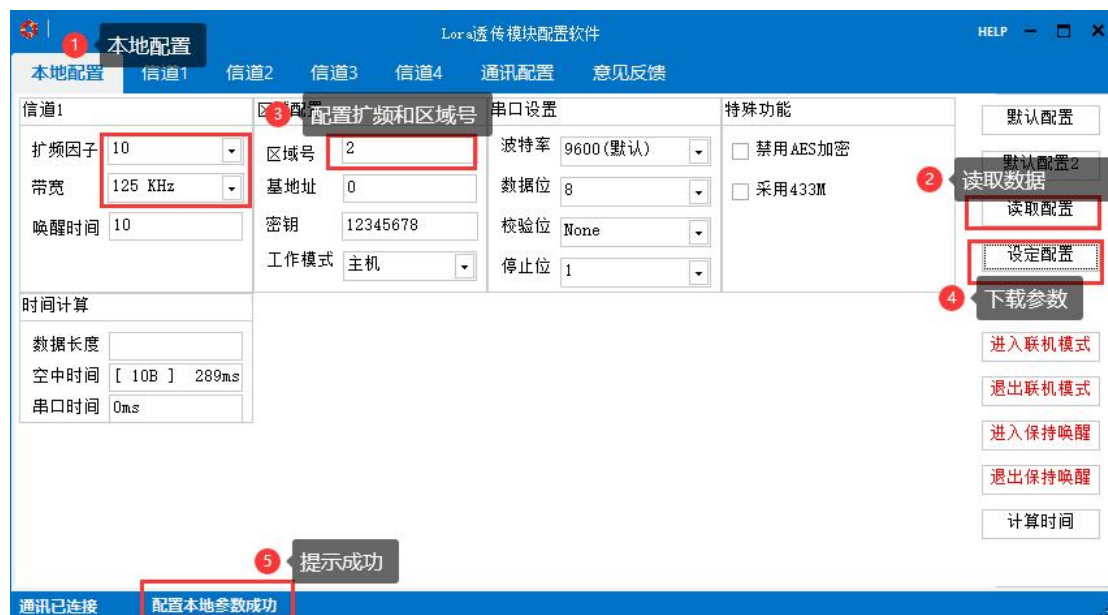 Lora透传模块配置软件
HELP
1 本地配置
本地配置 信道1 信道2 信道3 信道4 通讯配置 意见反馈
信道1
扩频因子 10
带宽 125 KHz
唤醒时间 10
3 配置扩频和区域号
区域号 2
基地址 0
密钥 12345678
工作模式 主机
串口设置
波特率 9600(默认)
数据位 8
校验位 None
停止位 1
特殊功能
禁用AES加密
采用433M
默认配置
默认配置2
2 读取数据
读取配置
设定配置
4 下载参数
进入联机模式
退出联机模式
进入保持唤醒
退出保持唤醒
计算时间
时间计算
数据长度
空中时间 [ 10B ] 289ms
串口时间 0ms
5 提示成功
通讯已连接 配置本地参数成功